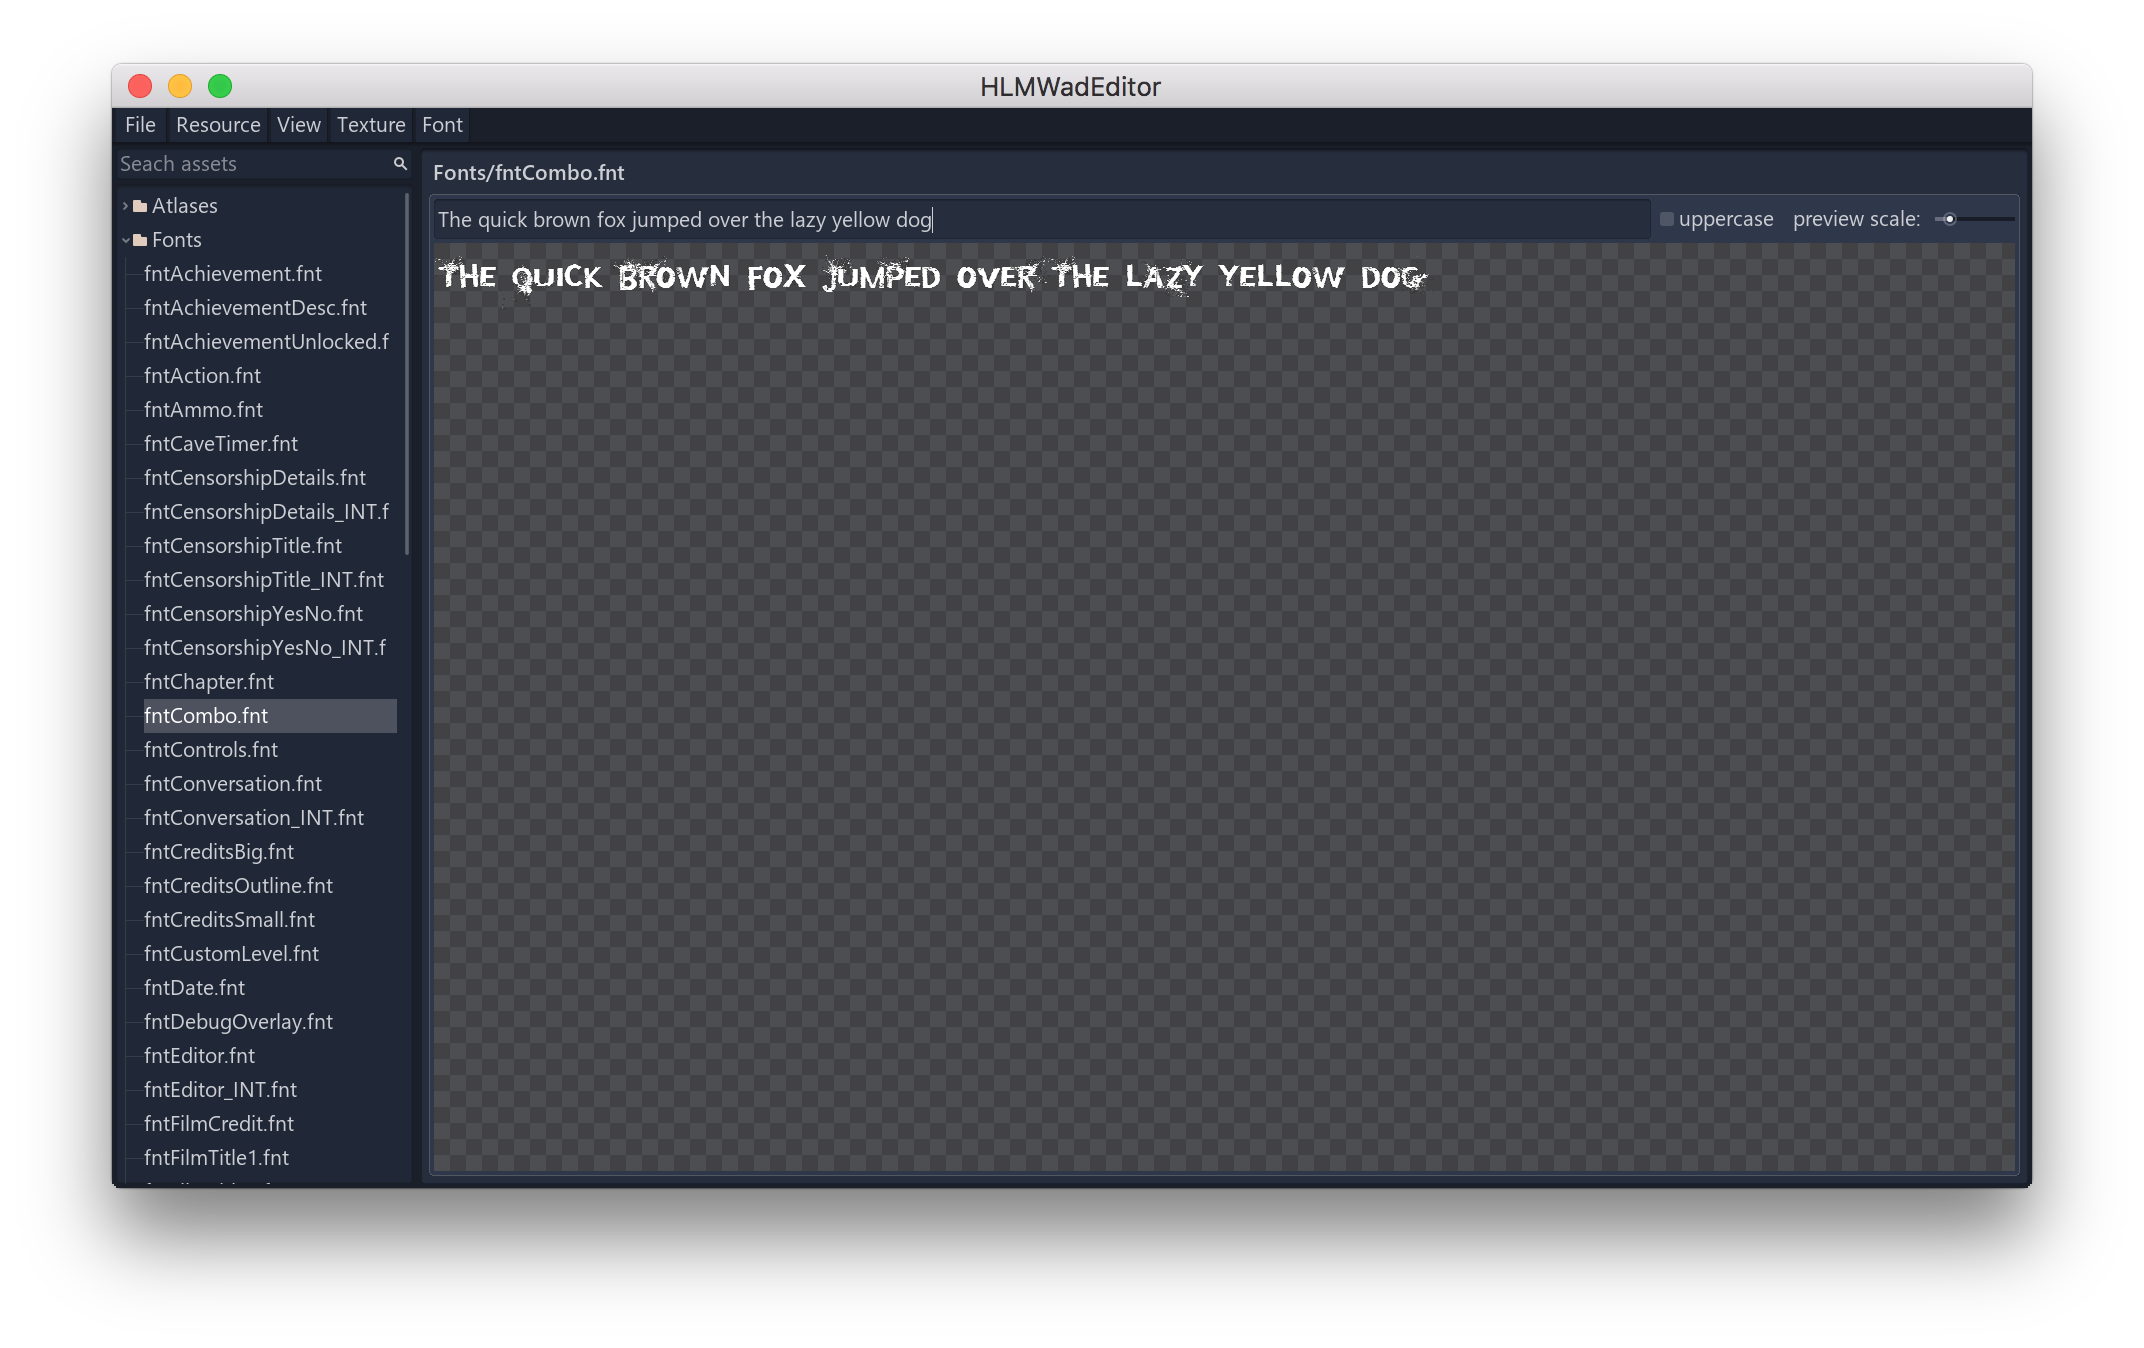 HLMWadEditor
File Resource View Texture Font
Seach assets
Atlases
Fonts
fntAchievement.fnt
fntAchievementDesc.fnt
fntAchievementUnlocked.f
fntAction.fnt
fntAmmo.fnt
fntCaveTimer.fnt
fntCensorshipDetails.fnt
fntCensorshipDetails_INT.f
fntCensorshipTitle.fnt
fntCensorshipTitle_INT.fnt
fntCensorshipYesNo.fnt
fntCensorshipYesNo_INT.f
fntChapter.fnt
fntCombo.fnt
fntControls.fnt
fntConversation.fnt
fntConversation_INT.fnt
fntCreditsBig.fnt
fntCreditsOutline.fnt
fntCreditsSmall.fnt
fntCustomLevel.fnt
fntDate.fnt
fntDebugOverlay.fnt
fntEditor.fnt
fntEditor_INT.fnt
fntFilmCredit.fnt
fntFilmTitle1.fnt
Fonts/fntCombo.fnt
The quick brown fox jumped over the lazy yellow dog
uppercase preview scale:
THE QUICK BROWN FOX JUMPED OVER THE LAZY YELLOW DOG